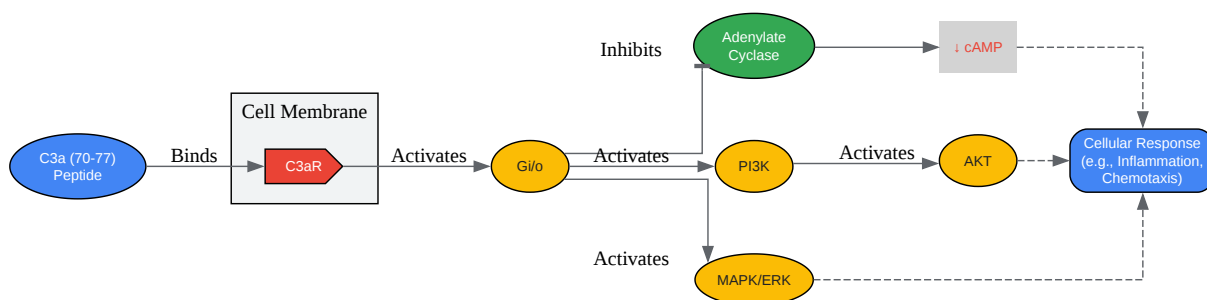 Adenylate
Cyclase
Inhibits
↓ cAMP
Cell Membrane
C3a (70-77)
Peptide
Binds
C3aR
Activates
Gi/o
Activates
PI3K
Activates
AKT
Cellular Response
(e.g., Inflammation,
Chemotaxis)
Activates
MAPK/ERK